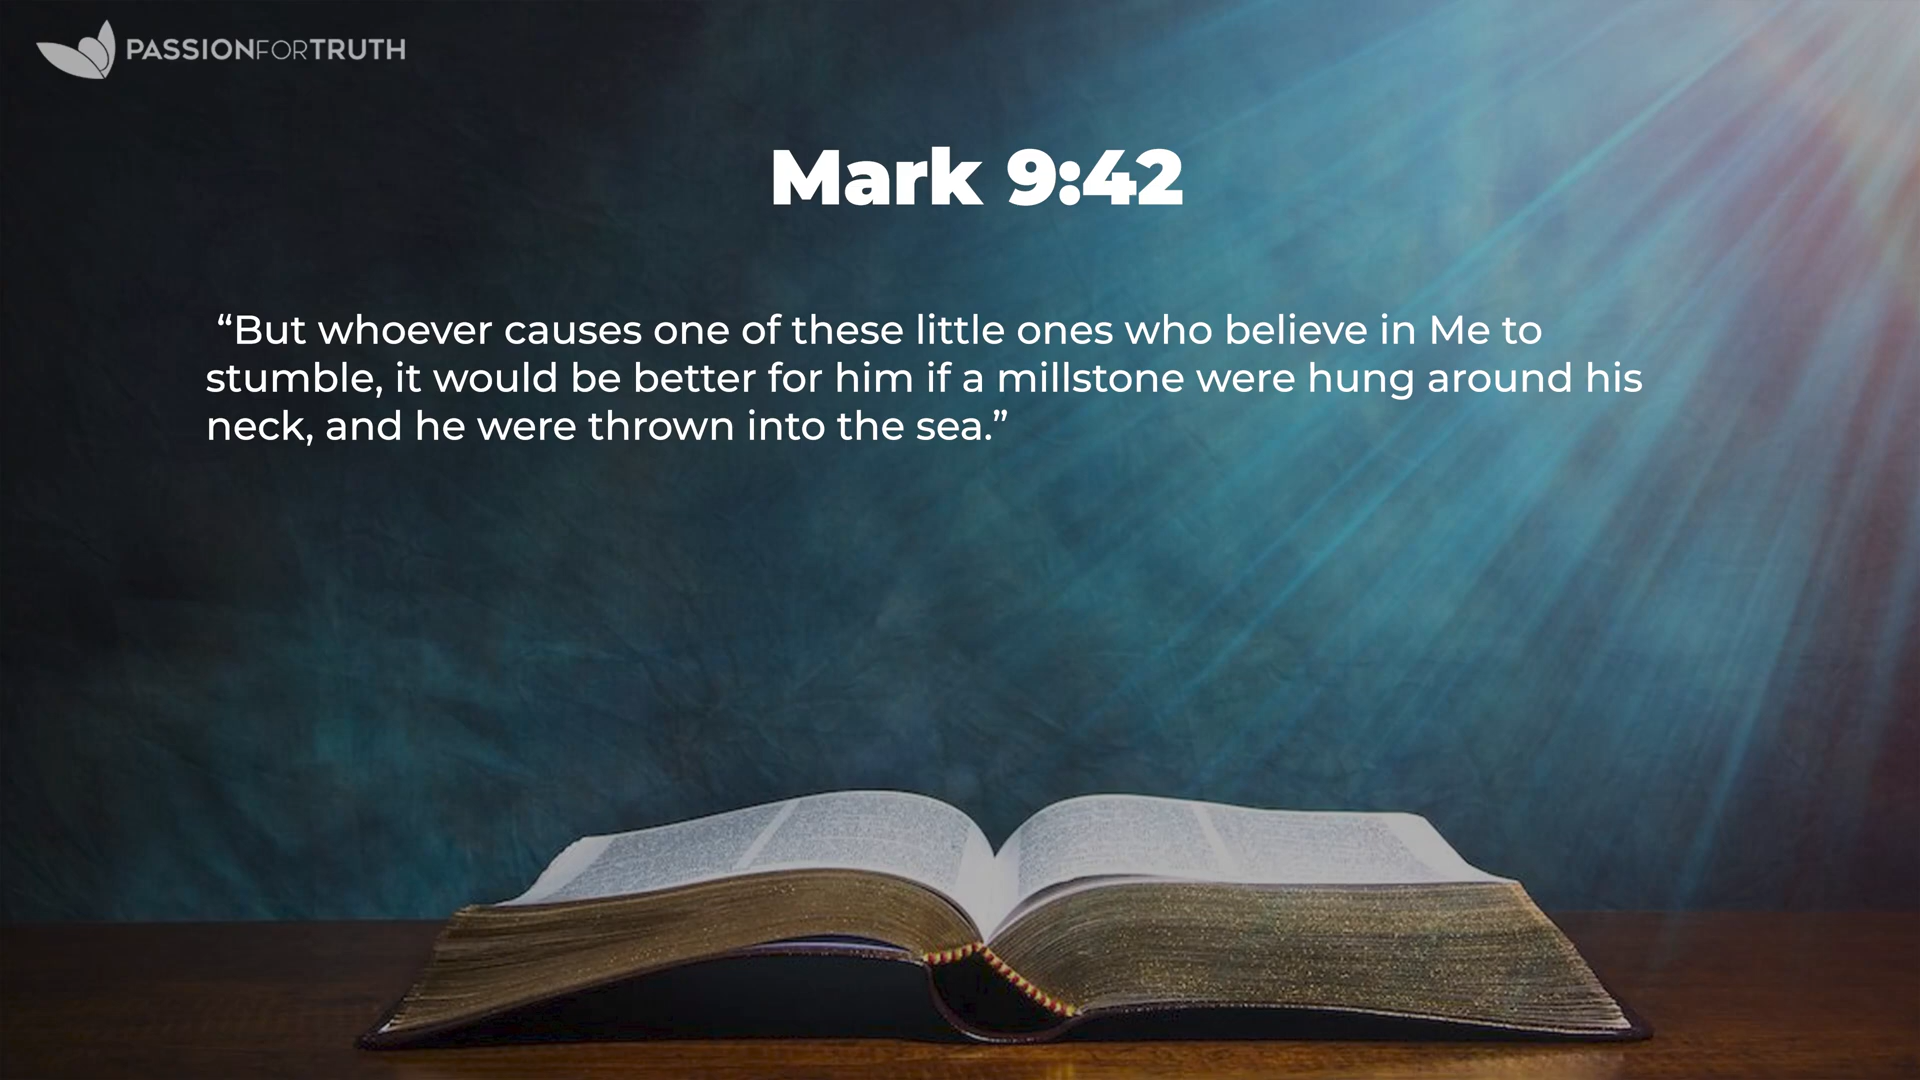 PASSIONFORTRUTH
Mark 9:42
“But whoever causes one of these little ones who believe in Me to
stumble, it would be better for him if a millstone were hung around his
neck, and he were thrown into the sea.”